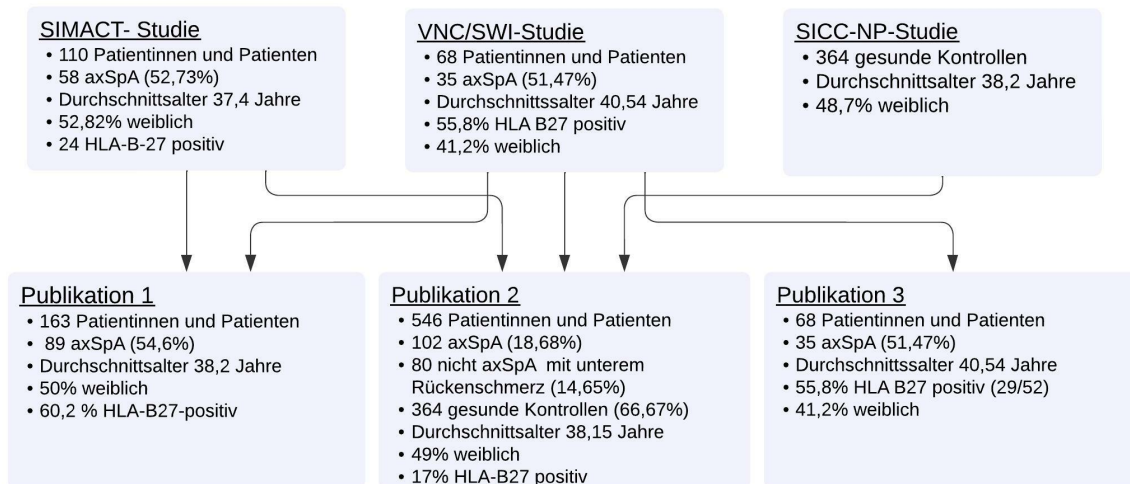 SIMACT- Studie
• 110 Patientinnen und Patienten
• 58 axSpA (52,73%)
• Durchschnittsalter 37,4 Jahre
• 52,82% weiblich
• 24 HLA-B-27 positiv
VNC/SWI-Studie
• 68 Patientinnen und Patienten
• 35 axSpA (51,47%)
• Durchschnittssalter 40,54 Jahre
• 55,8% HLA B27 positiv
• 41,2% weiblich
SICC-NP-Studie
• 364 gesunde Kontrollen
• Durchschnittsalter 38,2 Jahre
• 48,7% weiblich
Publikation 1
• 163 Patientinnen und Patienten
• 89 axSpA (54,6%)
• Durchschnittsalter 38,2 Jahre
• 50% weiblich
• 60,2 % HLA-B27-positiv
Publikation 2
• 546 Patientinnen und Patienten
• 102 axSpA (18,68%)
• 80 nicht axSpA mit unterem
Rückenschmerz (14,65%)
• 364 gesunde Kontrollen (66,67%)
• Durchschnittsalter 38,15 Jahre
• 49% weiblich
• 17% HLA-B27 positiv
Publikation 3
• 68 Patientinnen und Patienten
• 35 axSpA (51,47%)
• Durchschnittsalter 40,54 Jahre
• 55,8% HLA B27 positiv (29/52)
• 41,2% weiblich